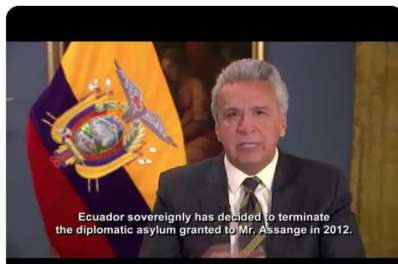 Ecuador sovereignly has decided to terminate
the diplomatic asylum granted to Mr. Assange in 2012.